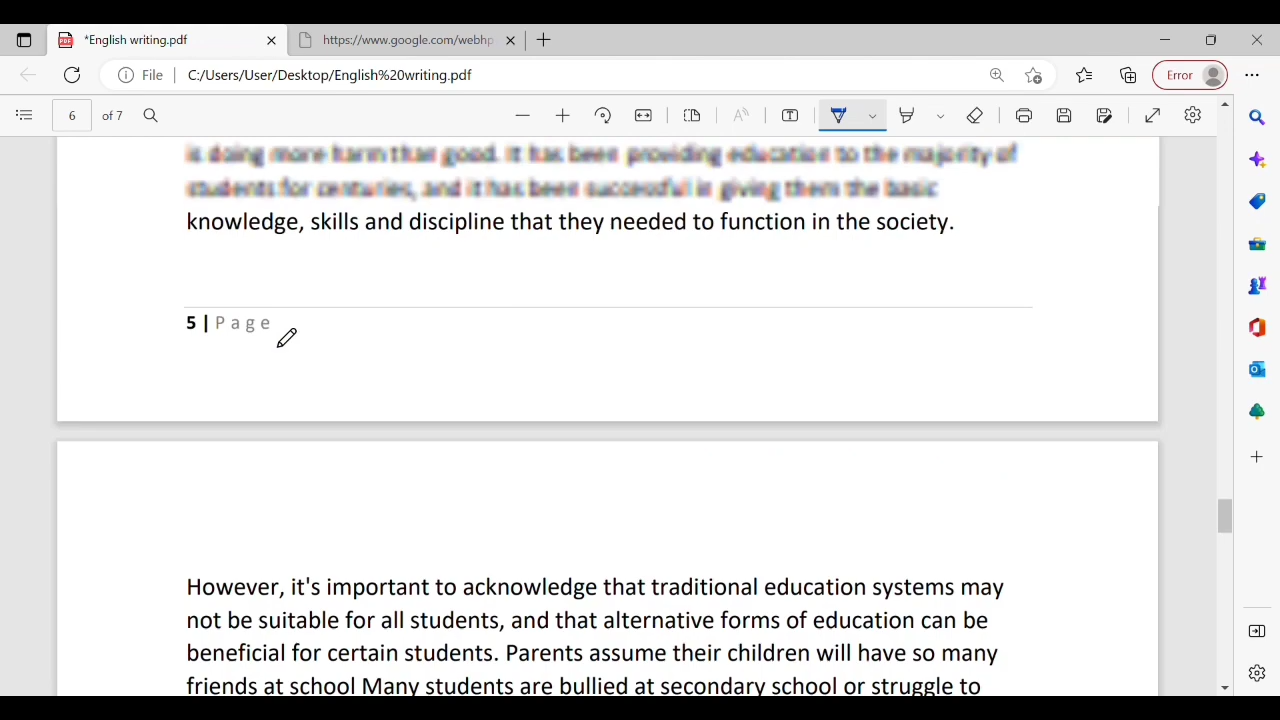 *English writing.pdf
https://www.google.com/webhp
File
C:/Users/User/Desktop/English%20writing.pdf
Error
6 of 7
is doing more harm than good. It has been providing education to the majority of
students for centuries, and it has been successful in giving them the basic
knowledge, skills and discipline that they needed to function in the society.
5 | Page
However, it's important to acknowledge that traditional education systems may
not be suitable for all students, and that alternative forms of education can be
beneficial for certain students. Parents assume their children will have so many
friends at school Many students are bullied at secondary school or struggle to